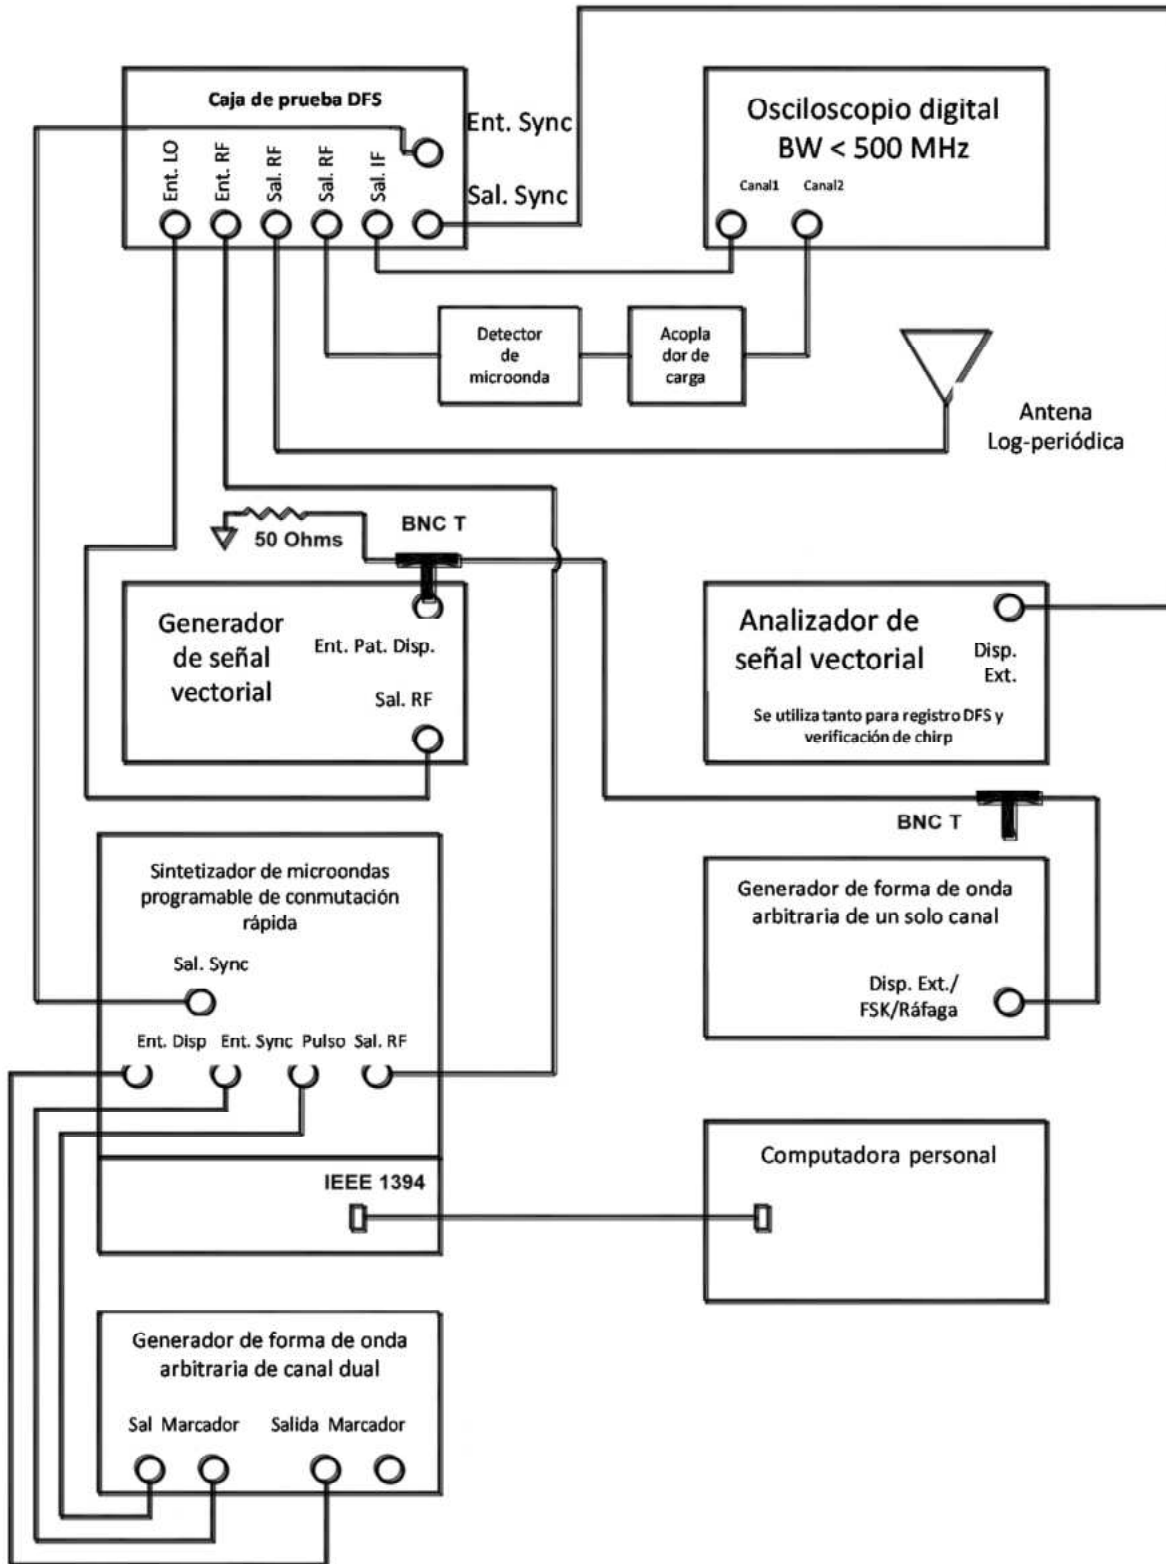 Caja de prueba DFS
Ent. Sync
Sal. Sync
Ent. LO
Ent. RF
Sal. RF
Sal. RF
Sal. IF
Osciloscopio digital
BW < 500 MHz
Canal1 Canal2
Detector
de
microonda
Acopla
dor de
carga
Antena
Log-periódica
50 Ohms
BNC T
Generador
de señal
vectorial
Ent. Pat. Disp.
Sal. RF
Analizador de
señal vectorial
Disp.
Ext.
Se utiliza tanto para registro DFS y
verificación de chirp
BNC T
Sintetizador de microondas
programable de conmutación
rápida
Sal. Sync
Ent. Disp Ent. Sync Pulso Sal. RF
IEEE 1394
Generador de forma de onda
arbitraria de un solo canal
Disp. Ext./
FSK/Ráfaga
Computadora personal
Generador de forma de onda
arbitraria de canal dual
Sal Marcador Salida Marcador